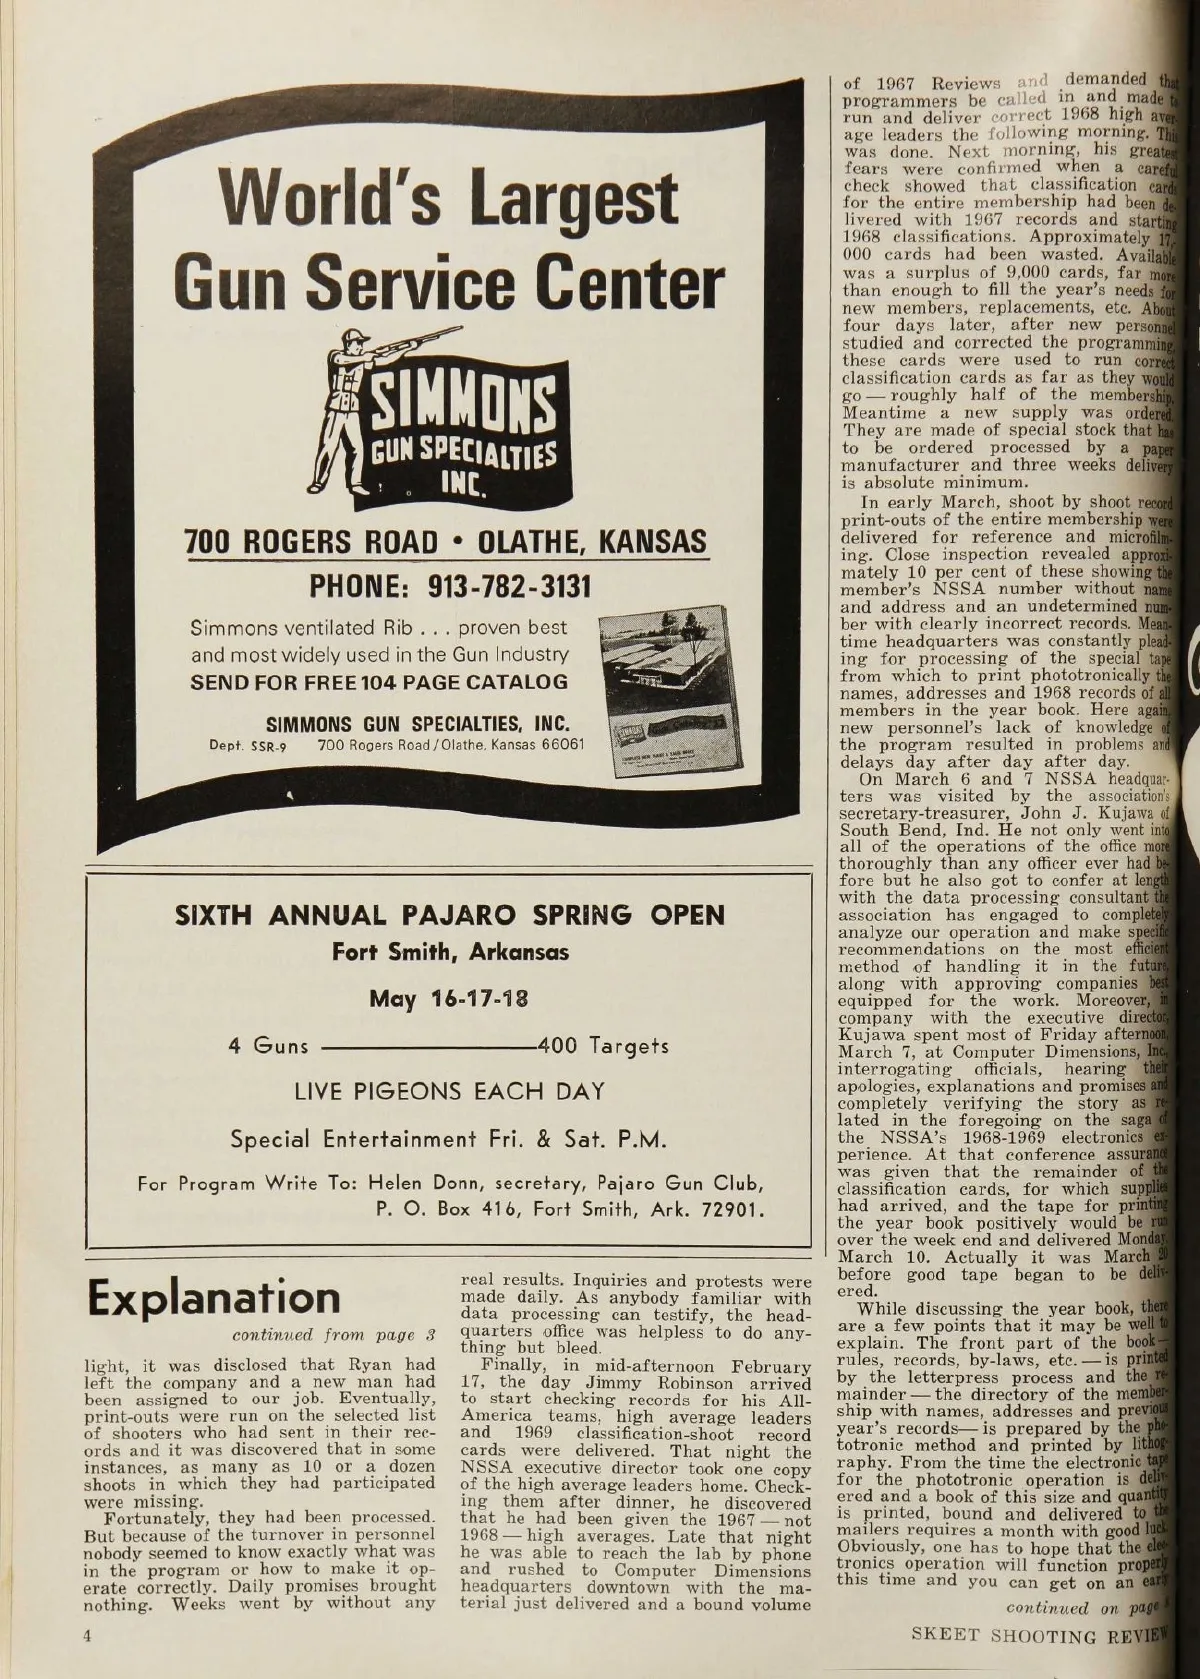 World's Largest
Gun Service Center
SIMMONS
GUN SPECIALTIES
INC.
700 ROGERS ROAD • OLATHE, KANSAS
PHONE: 913-782-3131
Simmons ventilated Rib . . . proven best
and most widely used in the Gun Industry
SEND FOR FREE 104 PAGE CATALOG
SIMMONS GUN SPECIALTIES, INC.
Dept. SSR-9 700 Rogers Road/Olathe, Kansas 66061
SIXTH ANNUAL PAJARO SPRING OPEN
Fort Smith, Arkansas
May 16-17-18
4 Guns ——— 400 Targets
LIVE PIGEONS EACH DAY
Special Entertainment Fri. & Sat. P.M.
For Program Write To: Helen Donn, secretary, Pajaro Gun Club,
P. O. Box 416, Fort Smith, Ark. 72901.
Explanation
continued from page 3
light, it was disclosed that Ryan had
left the company and a new man had
been assigned to our job. Eventually,
print-outs were run on the selected list
of shooters who had sent in their rec-
ords and it was discovered that in some
instances, as many as 10 or a dozen
shoots in which they had participated
were missing.
Fortunately, they had been processed.
But because of the turnover in personnel
nobody seemed to know exactly what was
in the program or how to make it op-
erate correctly. Daily promises brought
nothing. Weeks went by without any
real results. Inquiries and protests were
made daily. As anybody familiar with
data processing can testify, the head-
quarters office was helpless to do any-
thing but bleed.
Finally, in mid-afternoon February
17, the day Jimmy Robinson arrived
to start checking records for his All-
America teams, high average leaders
and 1969 classification-shoot record
cards were delivered. That night the
NSSA executive director took one copy
of the high average leaders home. Check-
ing them after dinner, he discovered
that he had been given the 1967 — not
1968 — high averages. Late that night
he was able to reach the lab by phone
and rushed to Computer Dimensions
headquarters downtown with the ma-
terial just delivered and a bound volume
of 1967 Reviews and demanded that
programmers be called in and made to
run and deliver correct 1968 high aver-
age leaders the following morning. This
was done. Next morning, his greatest
fears were confirmed when a careful
check showed that classification cards
for the entire membership had been de-
livered with 1967 records and starting
1968 classifications. Approximately 17,-
000 cards had been wasted. Available
was a surplus of 9,000 cards, far more
than enough to fill the year's needs for
new members, replacements, etc. About
four days later, after new personnel
studied and corrected the programming,
these cards were used to run correct
classification cards as far as they would
go — roughly half of the membership.
Meantime a new supply was ordered.
They are made of special stock that has
to be ordered processed by a paper
manufacturer and three weeks delivery
is absolute minimum.
In early March, shoot by shoot record
print-outs of the entire membership were
delivered for reference and microfilm-
ing. Close inspection revealed approxi-
mately 10 per cent of these showing the
member's NSSA number without name
and address and an undetermined num-
ber with clearly incorrect records. Mean-
time headquarters was constantly plead-
ing for processing of the special tape
from which to print phototronically the
names, addresses and 1968 records of all
members in the year book. Here again,
new personnel's lack of knowledge of
the program resulted in problems and
delays day after day after day.
On March 6 and 7 NSSA headquar-
ters was visited by the association's
secretary-treasurer, John J. Kujawa of
South Bend, Ind. He not only went into
all of the operations of the office more
thoroughly than any officer ever had be-
fore but he also got to confer at length
with the data processing consultant the
association has engaged to completely
analyze our operation and make specific
recommendations on the most efficient
method of handling it in the future,
along with approving companies best
equipped for the work. Moreover, in
company with the executive director,
Kujawa spent most of Friday afternoon,
March 7, at Computer Dimensions, Inc.,
interrogating officials, hearing their
apologies, explanations and promises and
completely verifying the story as re-
lated in the foregoing on the saga of
the NSSA's 1968-1969 electronics ex-
perience. At that conference assurance
was given that the remainder of the
classification cards, for which supplies
had arrived, and the tape for printing
the year book positively would be run
over the week end and delivered Monday,
March 10. Actually it was March 20
before good tape began to be deliv-
ered.
While discussing the year book, there
are a few points that it may be well to
explain. The front part of the book —
rules, records, by-laws, etc. — is printed
by the letterpress process and the re-
mainder — the directory of the member-
ship with names, addresses and previous
year's records— is prepared by the pho-
totronic method and printed by lithog-
raphy. From the time the electronic tape
for the phototronic operation is deliv-
ered and a book of this size and quantity
is printed, bound and delivered to the
mailers requires a month with good luck.
Obviously, one has to hope that the elec-
tronics operation will function properly
this time and you can get on an early
continued on page
4
SKEET SHOOTING REVIEW